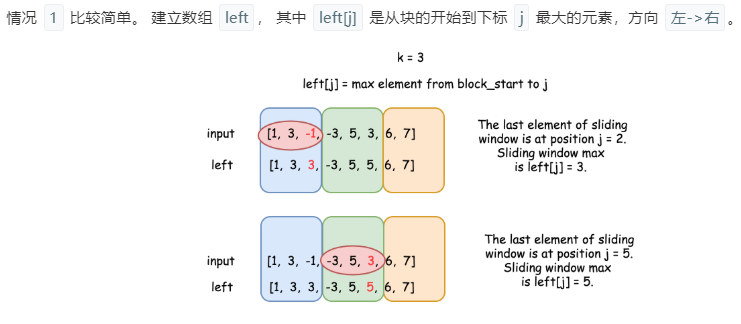 情况 1 比较简单。 建立数组 left ， 其中 left[j] 是从块的开始到下标 j 最大的元素，方向 左->右 。
k = 3
left[j] = max element from block_start to j
input [1, 3, -1, -3, 5, 3, 6, 7]
left [1, 3, 3, -3, 5, 5, 6, 7]
The last element of sliding
window is at position j = 2.
Sliding window max
is left[j] = 3.
input [1, 3, -1, -3, 5, 3, 6, 7]
left [1, 3, 3, -3, 5, 5, 6, 7]
The last element of sliding
window is at position j = 5.
Sliding window max
is left[j] = 5.